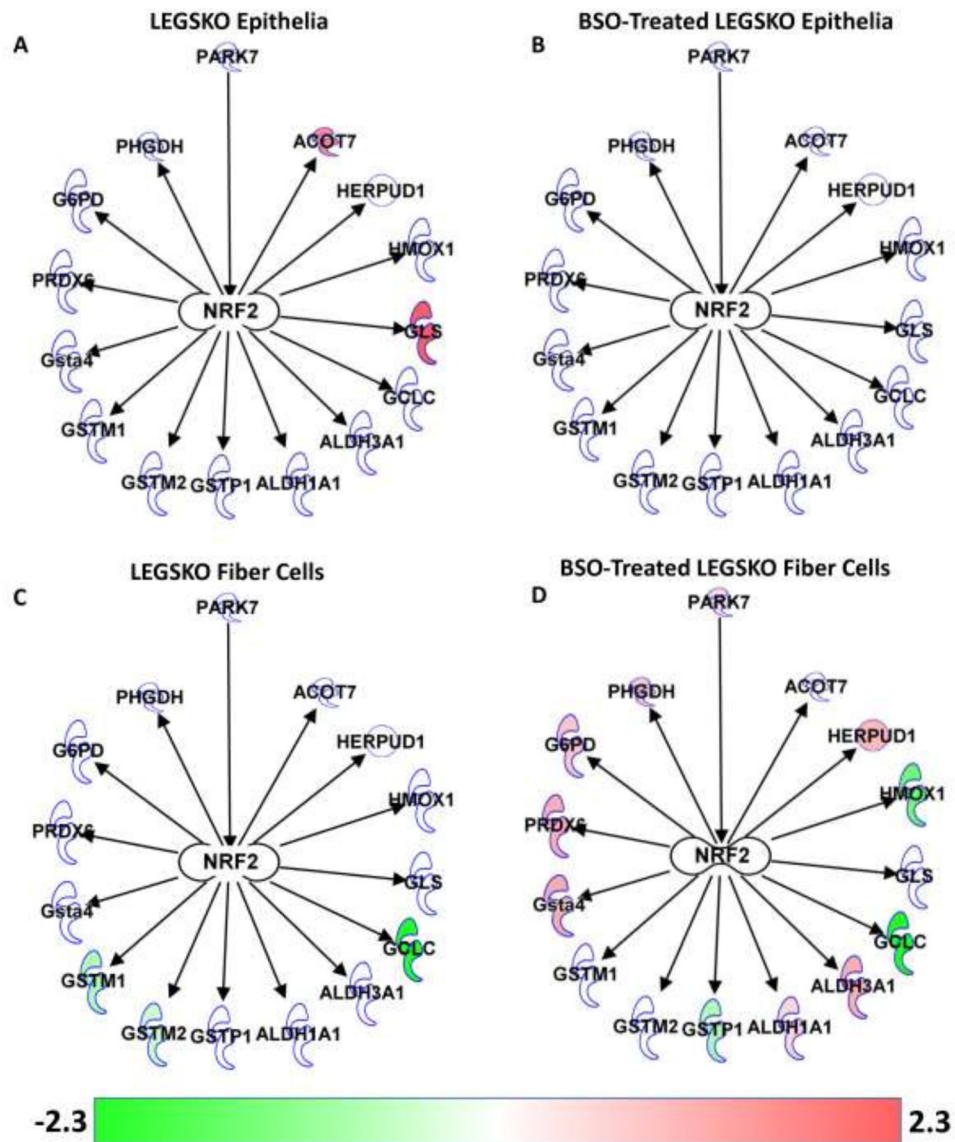 LEGSKO Epithelia
A
PARK7
PHGDH
ACOT7
G6PD
HERPUD1
HMOX1
PRDX6
NRF2
GLS
Gsta4
GCLC
GSTM1
ALDH3A1
GSTM2
GSTP1
ALDH1A1
BSO-Treated LEGSKO Epithelia
B
PARK7
PHGDH
ACOT7
G6PD
HERPUD1
HMOX1
PRDX6
NRF2
GLS
Gsta4
GCLC
GSTM1
ALDH3A1
GSTM2
GSTP1
ALDH1A1
LEGSKO Fiber Cells
C
PARK7
PHGDH
ACOT7
G6PD
HERPUD1
HMOX1
PRDX6
NRF2
GLS
Gsta4
GCLC
GSTM1
ALDH3A1
GSTM2
GSTP1
ALDH1A1
BSO-Treated LEGSKO Fiber Cells
D
PARK7
PHGDH
ACOT7
G6PD
HERPUD1
HMOX1
PRDX6
NRF2
GLS
Gsta4
GCLC
GSTM1
ALDH3A1
GSTM2
GSTP1
ALDH1A1
-2.3
2.3